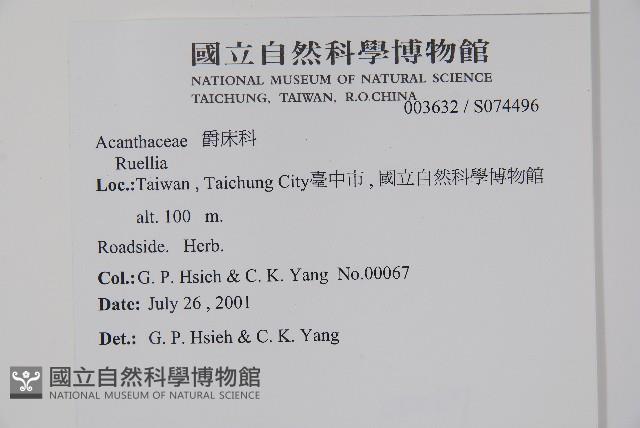 國立自然科學博物館
NATIONAL MUSEUM OF NATURAL SCIENCE
TAICHUNG, TAIWAN, R.O.CHINA
003632 / S074496
Acanthaceae 爵床科
Ruellia
Loc.:Taiwan , Taichung City臺中市 , 國立自然科學博物館
alt. 100 m.
Roadside. Herb.
Col.: G. P. Hsieh & C. K. Yang No.00067
Date: July 26 , 2001
Det.: G. P. Hsieh & C. K. Yang
國立自然科學博物館
NATIONAL MUSEUM OF NATURAL SCIENCE